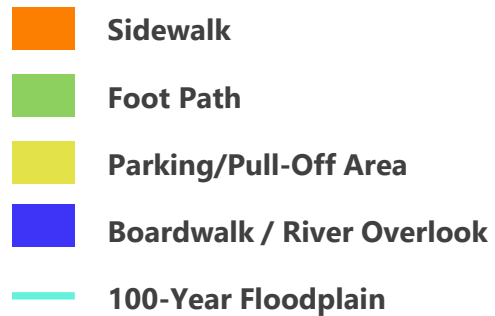 Sidewalk
Foot Path
Parking/Pull-Off Area
Boardwalk / River Overlook
100-Year Floodplain